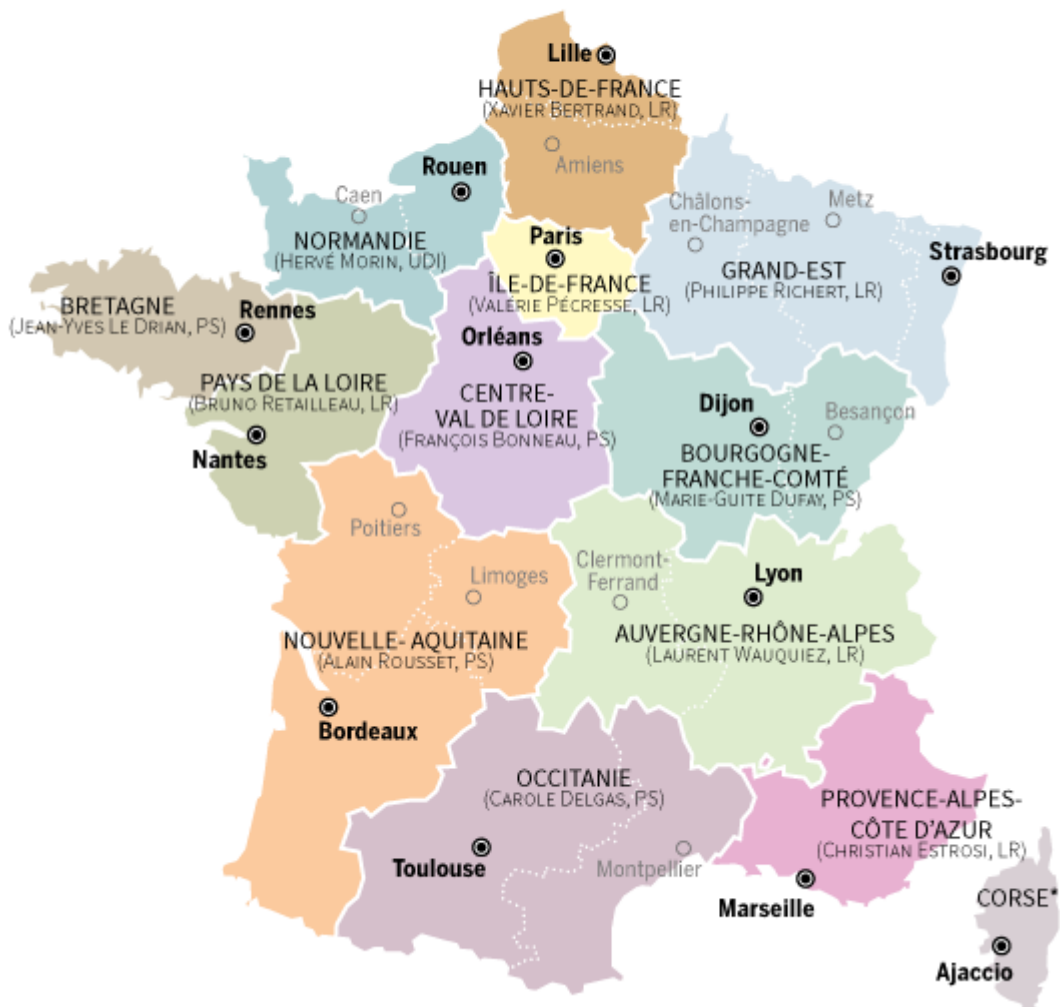 Lille
HAUTS-DE-FRANCE
(XAVIER BERTRAND, LR)
Amiens
Rouen
Caen
NORMANDIE
(HERVÉ MORIN, UDI)
Paris
ÎLE-DE-FRANCE
(VALÉRIE PÉCRESSE, LR)
Châlons-
en-Champagne
Metz
Strasbourg
GRAND-EST
(PHILIPPE RICHERT, LR)
BRETAGNE
(JEAN-YVES LE DRIAN, PS)
Rennes
PAYS DE LA LOIRE
(BRUNO RETAILLEAU, LR)
Nantes
Orléans
CENTRE-
VAL DE LOIRE
(FRANÇOIS BONNEAU, PS)
Dijon
Besançon
BOURGOGNE-
FRANCHE-COMTÉ
(MARIE-GUITE DUFAY, PS)
Poitiers
Limoges
NOUVELLE- AQUITAINE
(ALAIN ROUSSET, PS)
Bordeaux
Clermont-
Ferrand
Lyon
AUVERGNE-RHÔNE-ALPES
(LAURENT WAUQUIEZ, LR)
OCCITANIE
(CAROLE DELGAS, PS)
Toulouse
Montpellier
PROVENCE-ALPES-
CÔTE D'AZUR
(CHRISTIAN ESTROSI, LR)
Marseille
CORSE*
Ajaccio